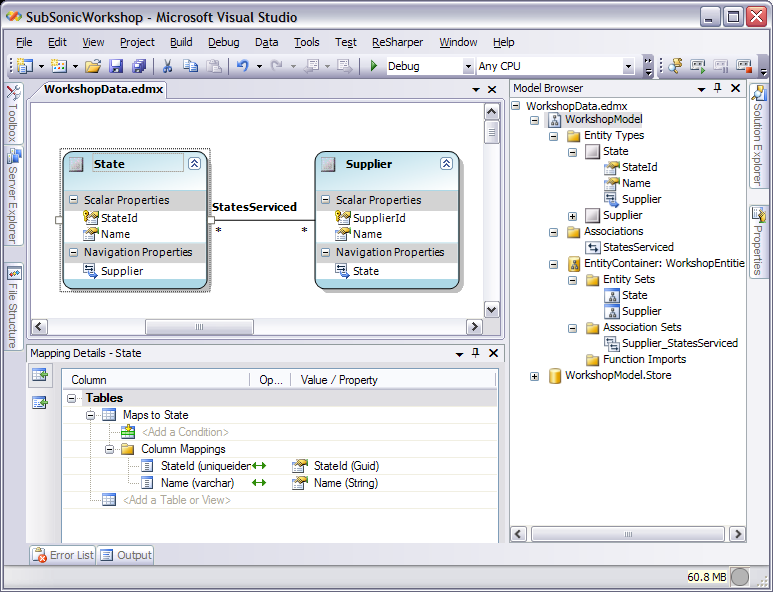 SubSonicWorkshop - Microsoft Visual Studio
File Edit View Project Build Debug Data Tools Test ReSharper Window Help
Debug Any CPU
Toolbox
Server Explorer
File Structure
WorkshopData.edmx
State
Scalar Properties
StateId
Name
Navigation Properties
Supplier
StatesServiced
* *
Supplier
Scalar Properties
SupplierId
Name
Navigation Properties
State
Mapping Details - State
Column Op... Value / Property
Tables
Maps to State
<Add a Condition>
Column Mappings
StateId (uniqueiden StateId (Guid)
Name (varchar) Name (String)
<Add a Table or View>
Error List Output
Model Browser
WorkshopData.edmx
WorkshopModel
Entity Types
State
StateId
Name
Supplier
Supplier
Associations
StatesServiced
EntityContainer: WorkshopEntitie
Entity Sets
State
Supplier
Association Sets
Supplier_StatesServiced
Function Imports
WorkshopModel.Store
Solution Explorer
Properties
60.8 MB